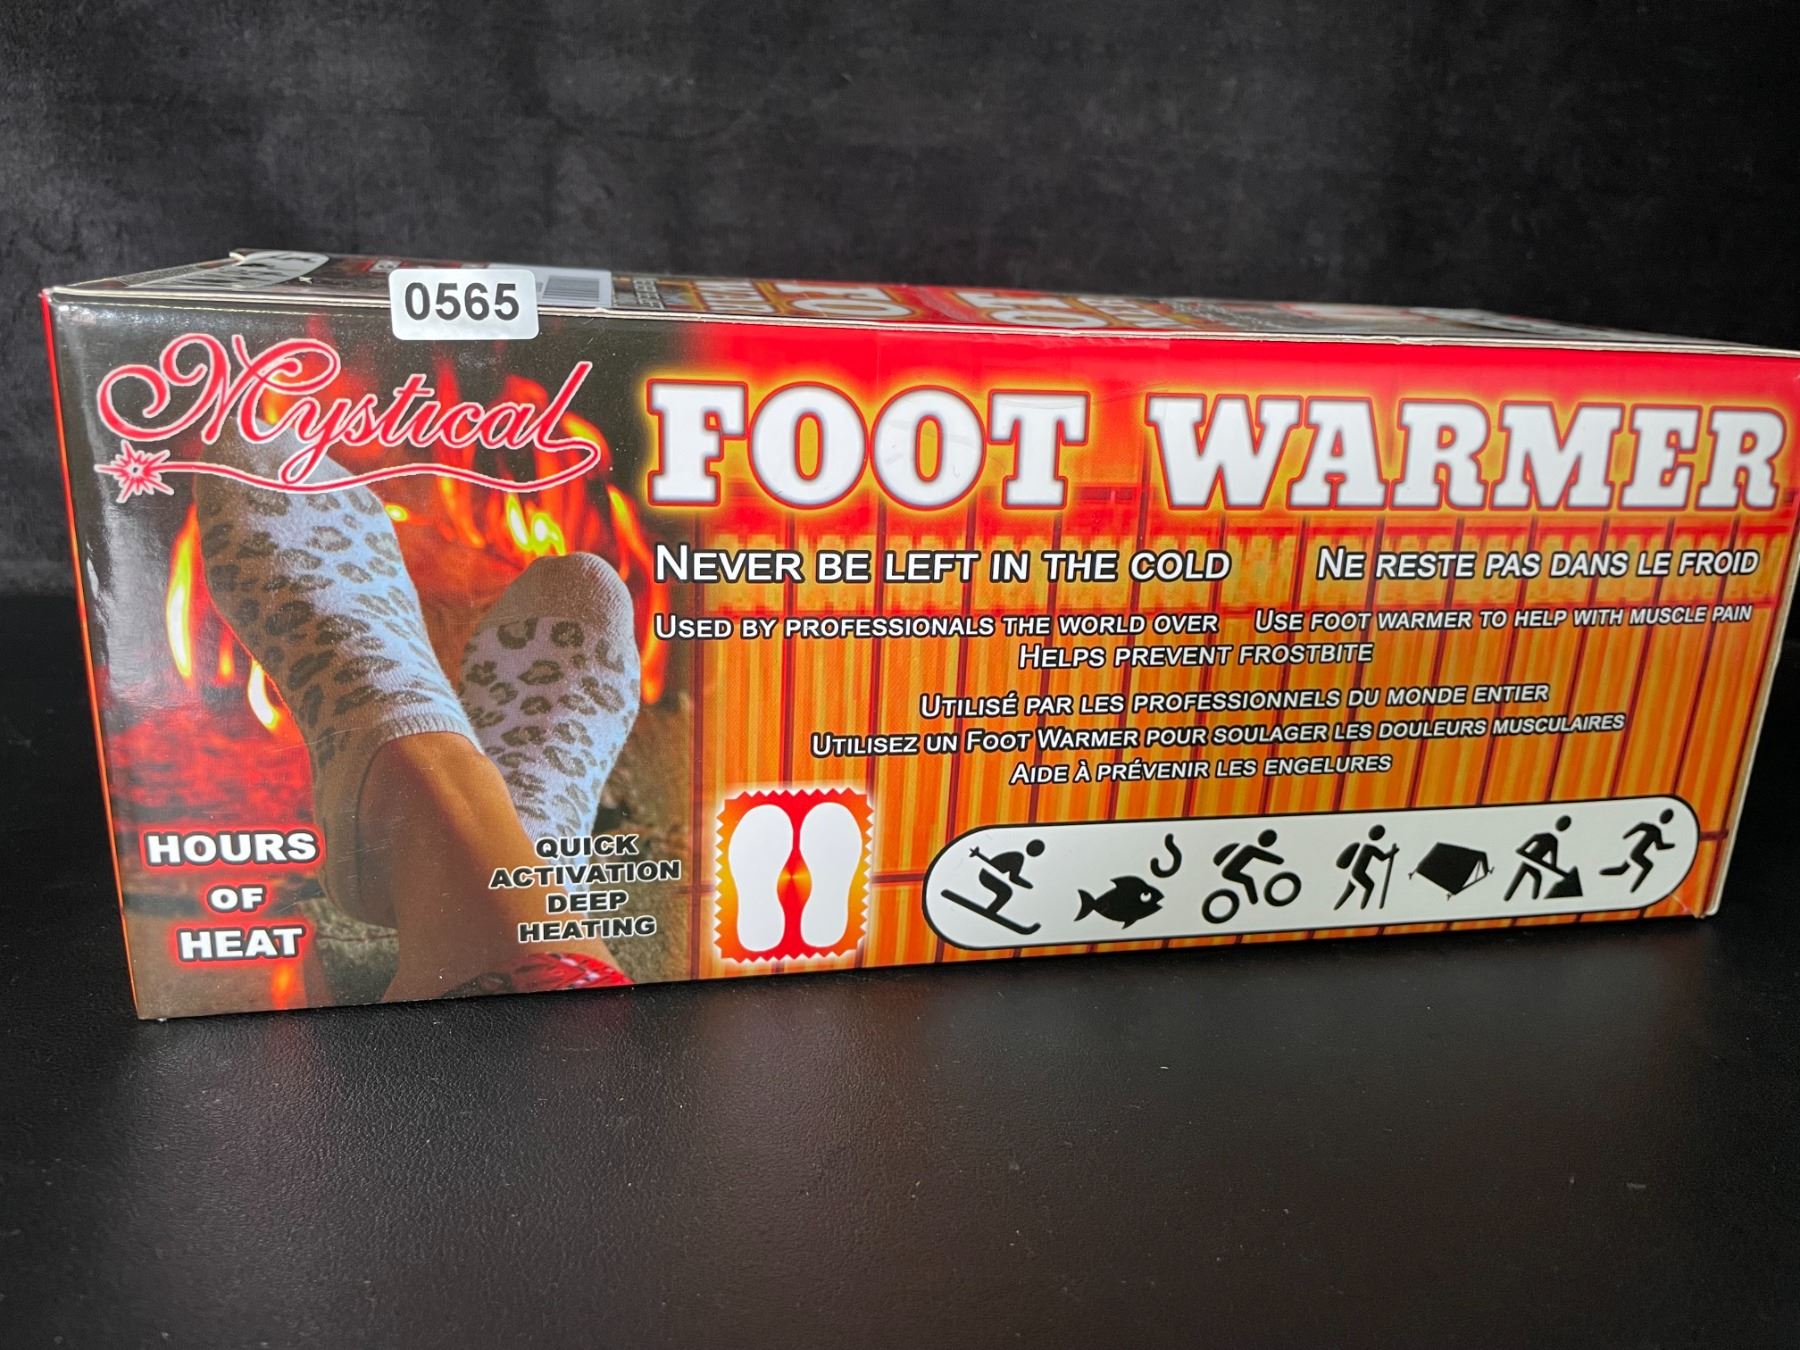 0565
Mystical
FOOT WARMER
NEVER BE LEFT IN THE COLD
NE RESTE PAS DANS LE FROID
USED BY PROFESSIONALS THE WORLD OVER
USE FOOT WARMER TO HELP WITH MUSCLE PAIN
HELPS PREVENT FROSTBITE
UTILISÉ PAR LES PROFESSIONNELS DU MONDE ENTIER
UTILISEZ UN FOOT WARMER POUR SOULAGER LES DOULEURS MUSCULAIRES
AIDE À PRÉVENIR LES ENGELURES
HOURS
OF
HEAT
QUICK
ACTIVATION
DEEP
HEATING